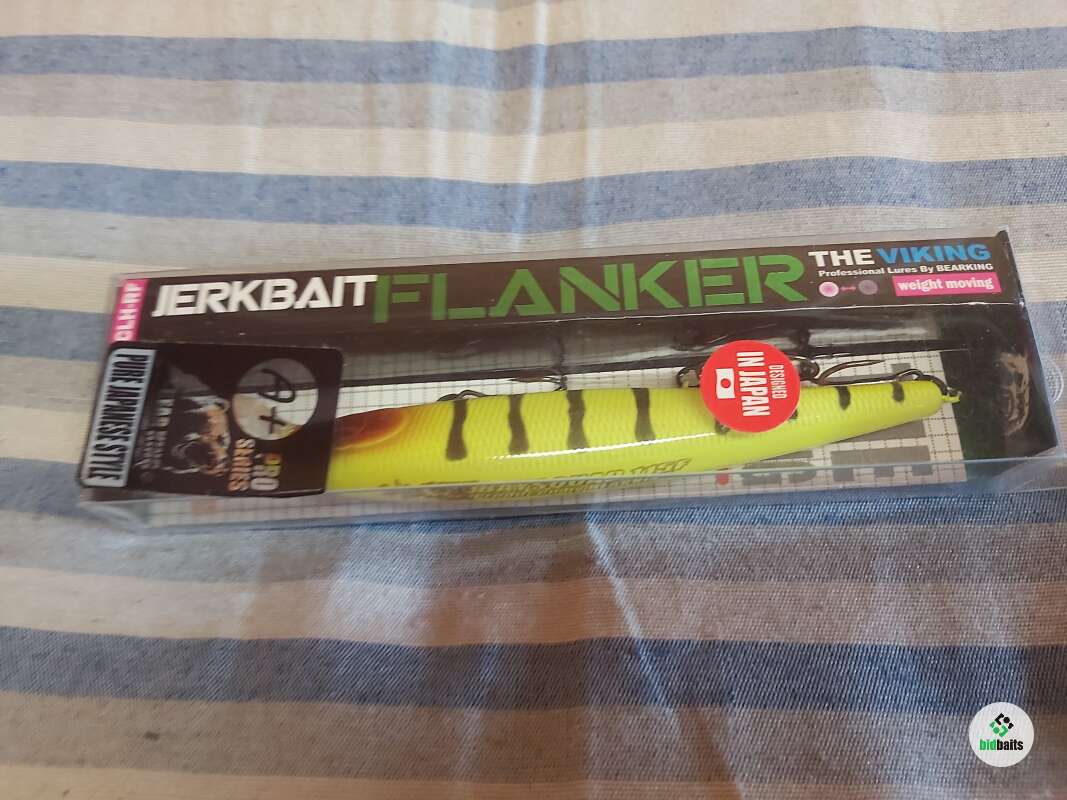 CLHRF
JERKBAIT FLANKER
THE VIKING
Professional Lures By BEARKING
weight moving
DESIGNED
IN JAPAN
PURE JAPANESE STYLE
A+
PRO
SERIES
bidbaits